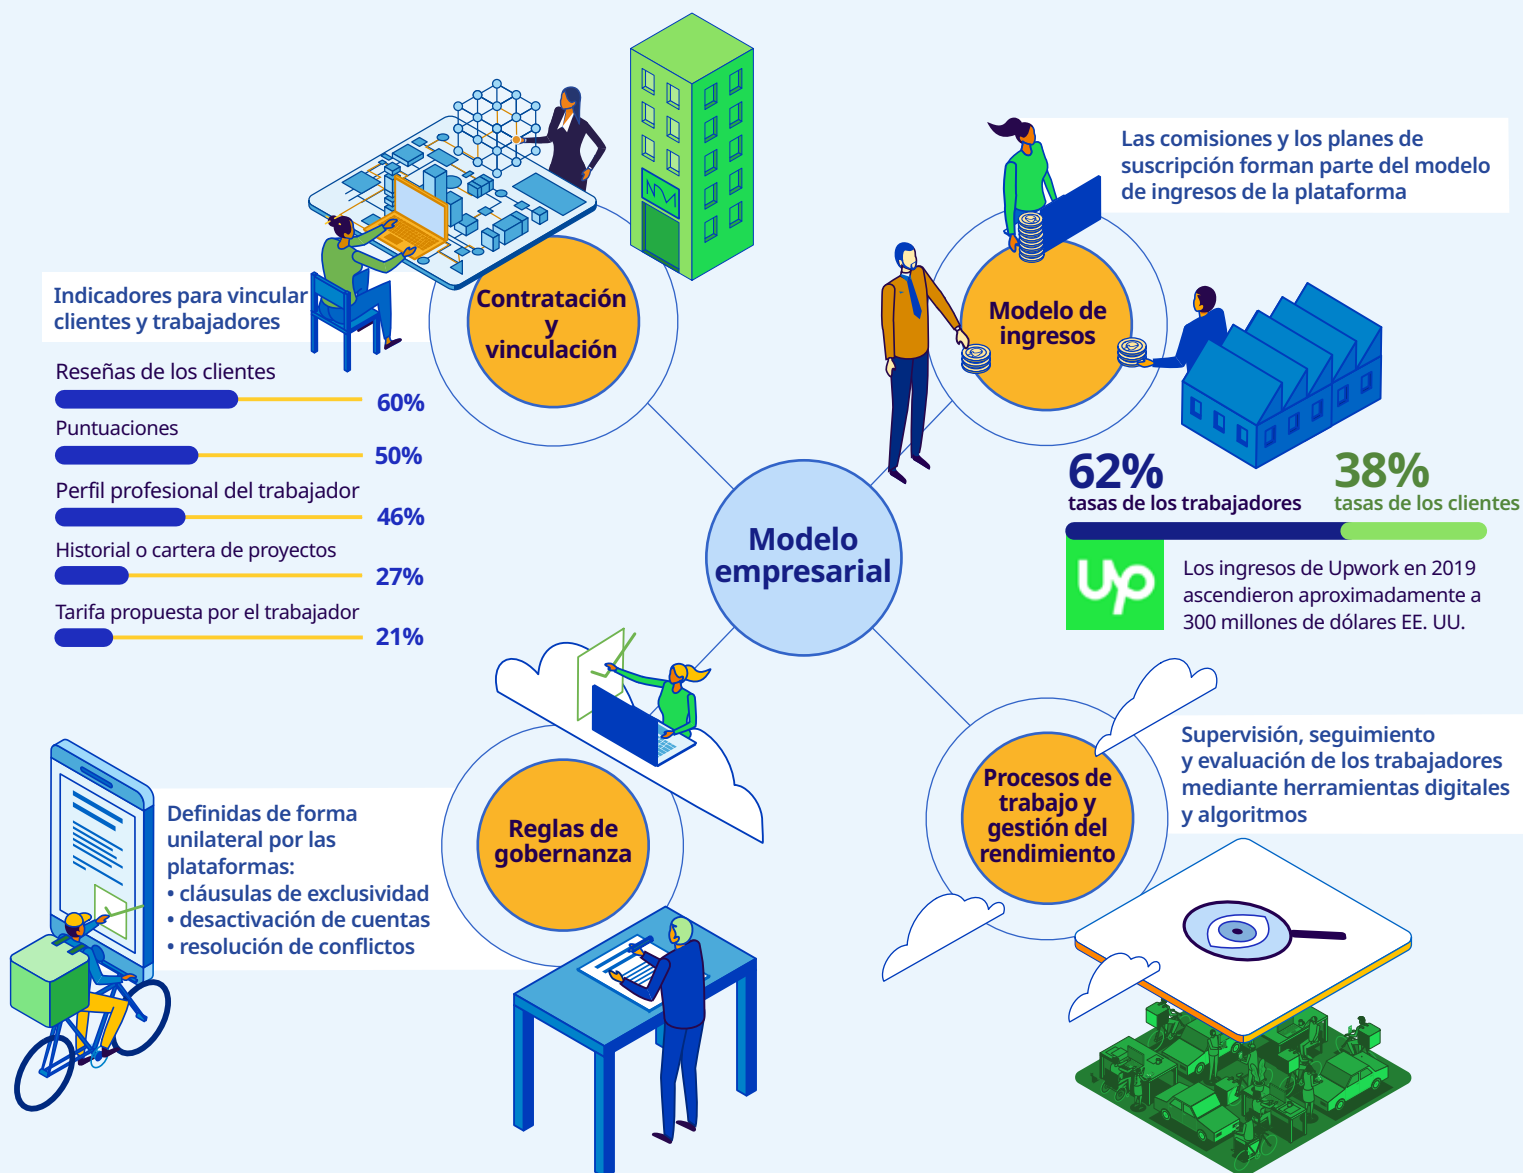 Contratación
y
vinculación
Indicadores para vincular
clientes y trabajadores
Reseñas de los clientes
60%
Puntuaciones
50%
Perfil profesional del trabajador
46%
Historial o cartera de proyectos
27%
Tarifa propuesta por el trabajador
21%
Las comisiones y los planes de
suscripción forman parte del modelo
de ingresos de la plataforma
Modelo de
ingresos
62%
tasas de los trabajadores
38%
tasas de los clientes
up
Los ingresos de Upwork en 2019
ascendieron aproximadamente a
300 millones de dólares EE. UU.
Modelo
empresarial
Reglas de
gobernanza
Definidas de forma
unilateral por las
plataformas:
• cláusulas de exclusividad
• desactivación de cuentas
• resolución de conflictos
Procesos de
trabajo y
gestión del
rendimiento
Supervisión, seguimiento
y evaluación de los trabajadores
mediante herramientas digitales
y algoritmos